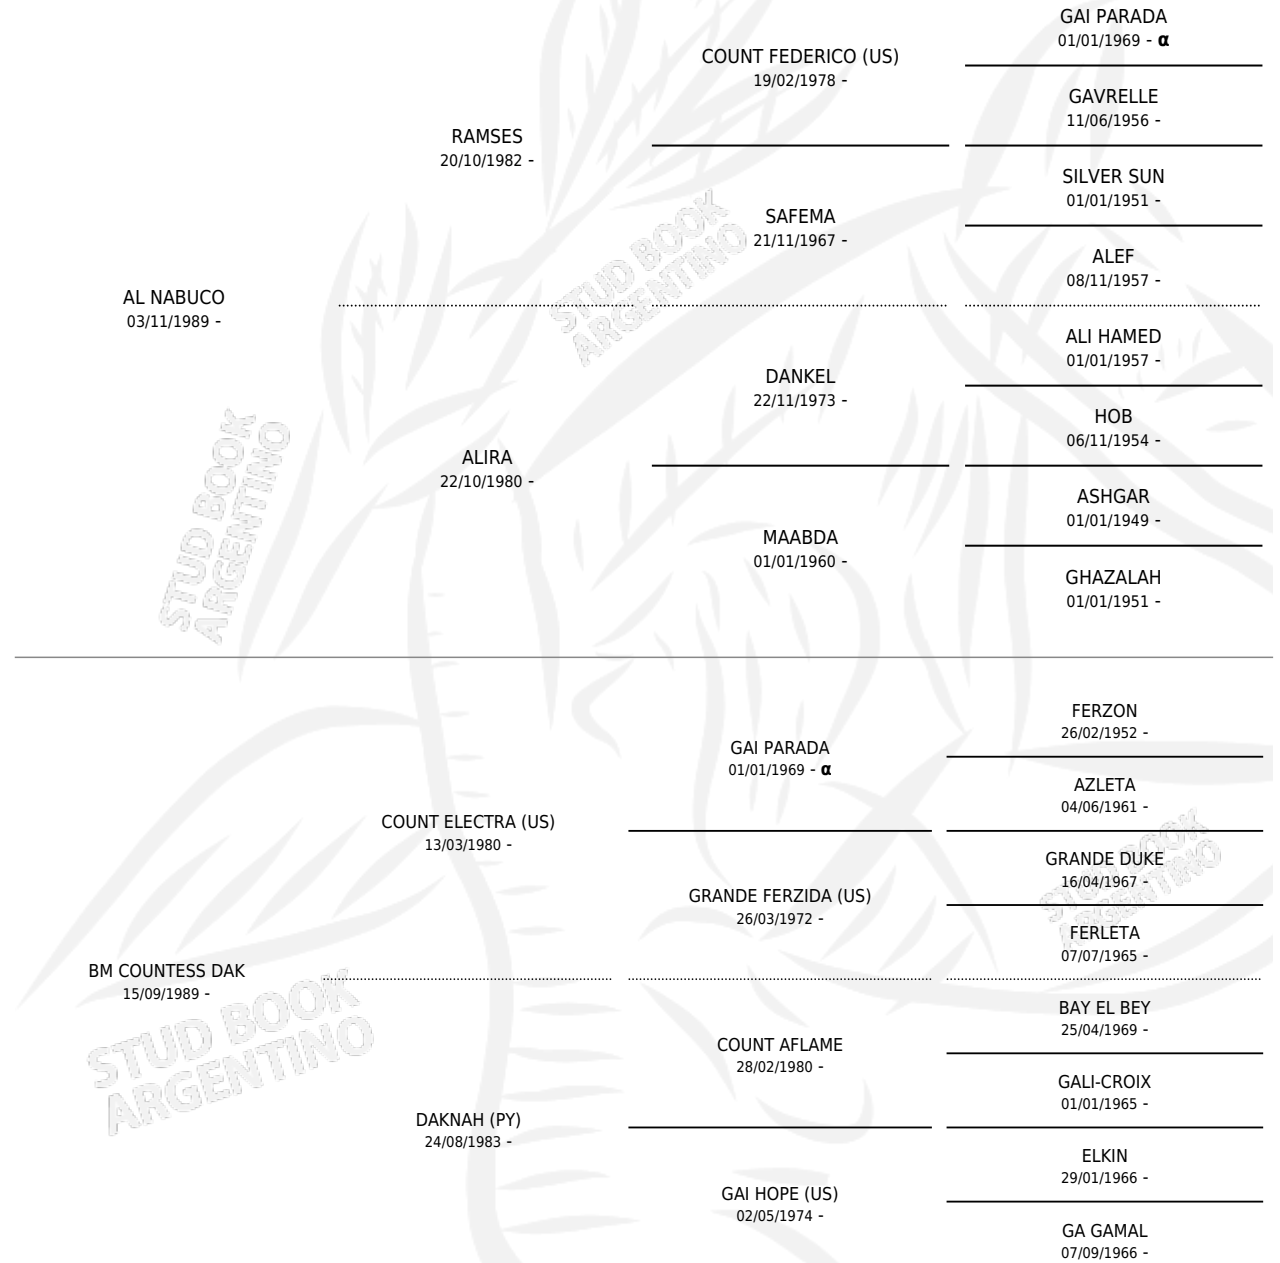 GAI PARADA
01/01/1969 - α
COUNT FEDERICO (US)
19/02/1978 -
GAVRELLE
11/06/1956 -
RAMSES
20/10/1982 -
SILVER SUN
01/01/1951 -
SAFEMA
21/11/1967 -
ALEF
08/11/1957 -
AL NABUCO
03/11/1989 -
ALI HAMED
01/01/1957 -
DANKEL
22/11/1973 -
HOB
06/11/1954 -
ALIRA
22/10/1980 -
ASHGAR
01/01/1949 -
MAABDA
01/01/1960 -
GHAZALAH
01/01/1951 -
STUD BOOK
ARGENTINO
STUD BOOK
ARGENTINO
FERZON
26/02/1952 -
GAI PARADA
01/01/1969 - α
AZLETA
04/06/1961 -
COUNT ELECTRA (US)
13/03/1980 -
GRANDE DUKE
16/04/1967 -
GRANDE FERZIDA (US)
26/03/1972 -
FERLETA
07/07/1965 -
STUD BOOK
ARGENTINO
BM COUNTESS DAK
15/09/1989 -
BAY EL BEY
25/04/1969 -
COUNT AFLAME
28/02/1980 -
GALI-CROIX
01/01/1965 -
STUD BOOK
ARGENTINO
DAKNAH (PY)
24/08/1983 -
ELKIN
29/01/1966 -
GAI HOPE (US)
02/05/1974 -
GA GAMAL
07/09/1966 -